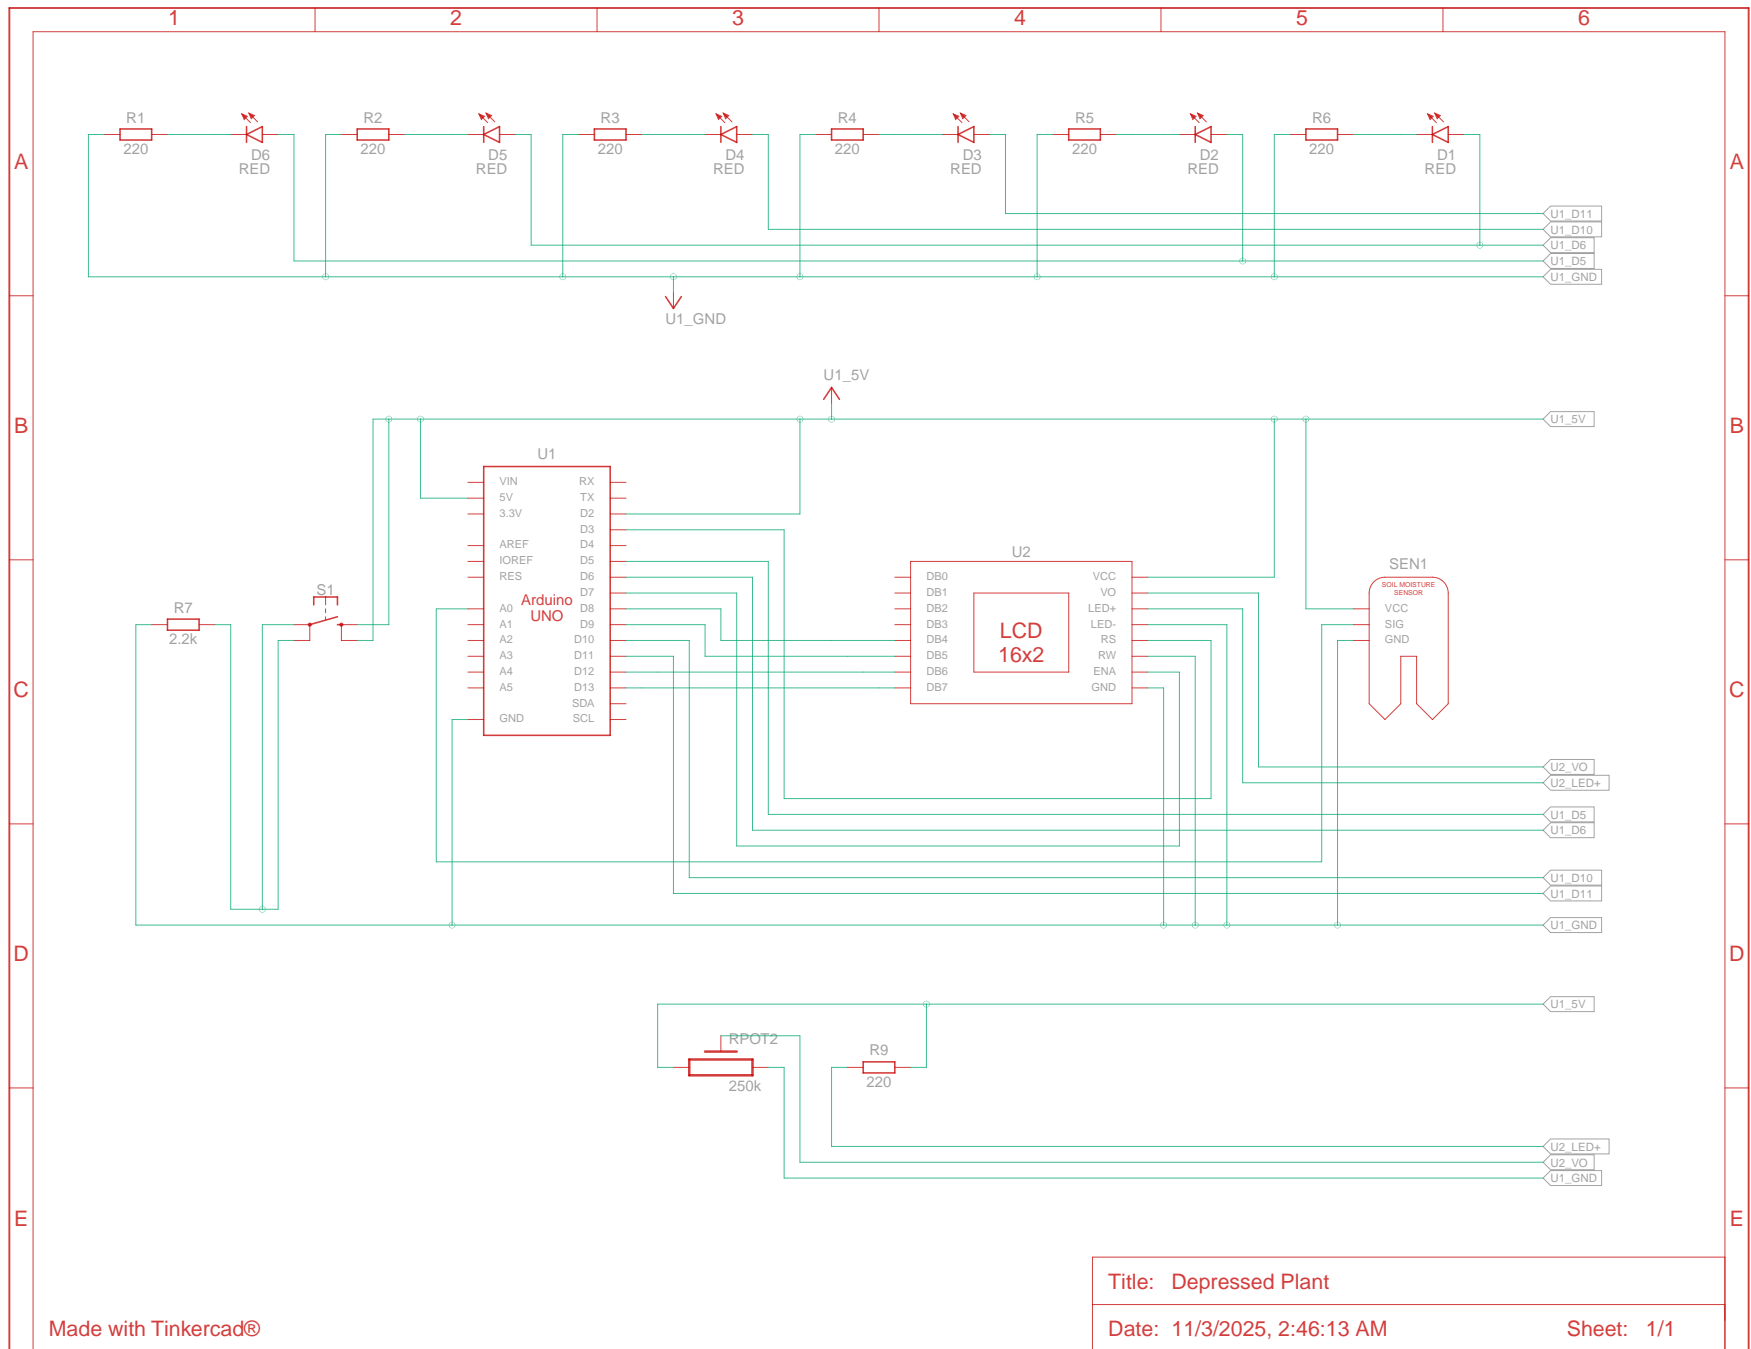 1 2 3 4 5 6
A A
R1 R2 R3 R4 R5 R6
220 220 220 220 220 220
D6 D5 D4 D3 D2 D1
RED RED RED RED RED RED
U1_D11
U1_D10
U1_D6
U1_D5
U1_GND
U1_GND
B B
U1_5V
U1_5V
U1
VIN RX
5V TX
3.3V D2
D3
AREF D4
IOREF D5
RES D6
D7
A0 D8
A1 D9
A2 D10
A3 D11
A4 D12
A5 D13
SDA
GND SCL
Arduino
UNO
S1
R7
2.2k
C C
U2
DB0 VCC
DB1 VO
DB2 LED+
DB3 LED-
DB4 RS
DB5 RW
DB6 ENA
DB7 GND
LCD
16x2
SEN1
SOIL MOISTURE
SENSOR
VCC
SIG
GND
U2_VO
U2_LED+
U1_D5
U1_D6
U1_D10
U1_D11
U1_GND
D D
U1_5V
RPOT2
250k
R9
220
U2_LED+
U2_VO
U1_GND
E E
Title: Depressed Plant
Made with Tinkercad®
Date: 11/3/2025, 2:46:13 AM Sheet: 1/1